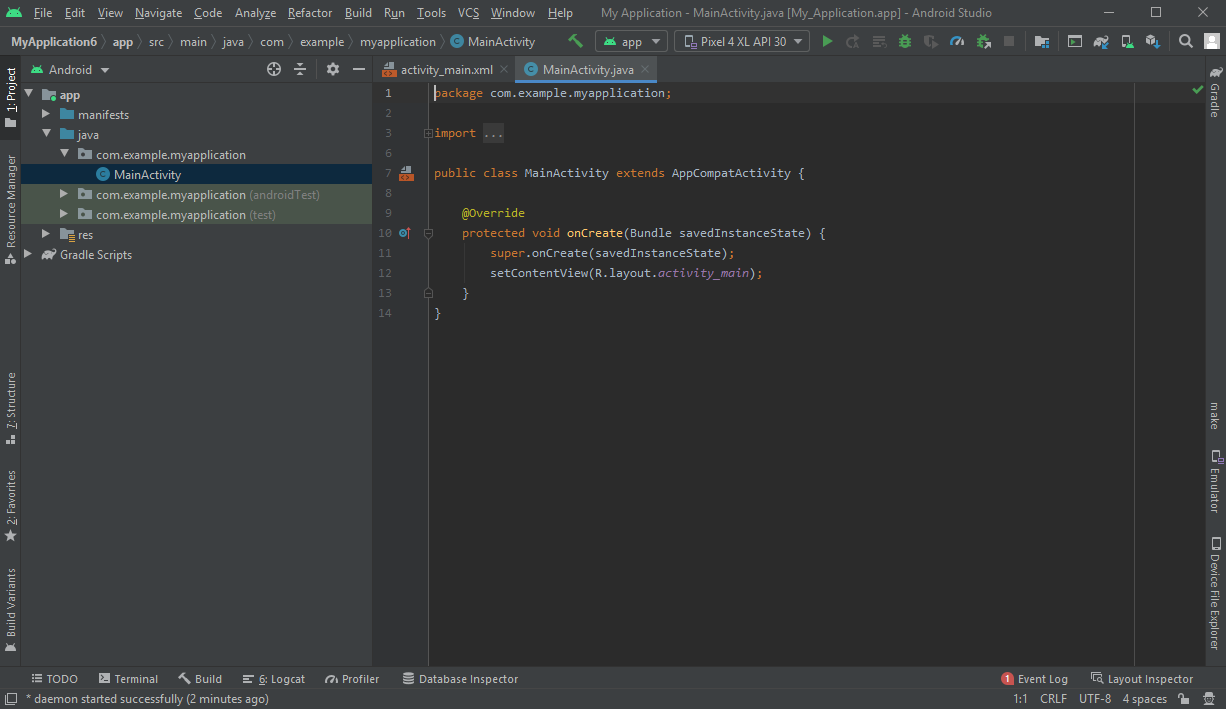 File Edit View Navigate Code Analyze Refactor Build Run Tools VCS Window Help My Application - MainActivity.java [My_Application.app] - Android Studio
MyApplication6 app src main java com example myapplication MainActivity app Pixel 4 XL API 30
1: Project
Resource Manager
7: Structure
2: Favorites
Build Variants
Android
app
manifests
java
com.example.myapplication
MainActivity
com.example.myapplication (androidTest)
com.example.myapplication (test)
res
Gradle Scripts
activity_main.xml MainActivity.java
1 package com.example.myapplication;
2
3 import ...
6
7 public class MainActivity extends AppCompatActivity {
8
9 @Override
10 protected void onCreate(Bundle savedInstanceState) {
11 super.onCreate(savedInstanceState);
12 setContentView(R.layout.activity_main);
13 }
14 }
Gradle
make
Emulator
Device File Explorer
TODO Terminal Build 6: Logcat Profiler Database Inspector 1 Event Log Layout Inspector
* daemon started successfully (2 minutes ago) 1:1 CRLF UTF-8 4 spaces